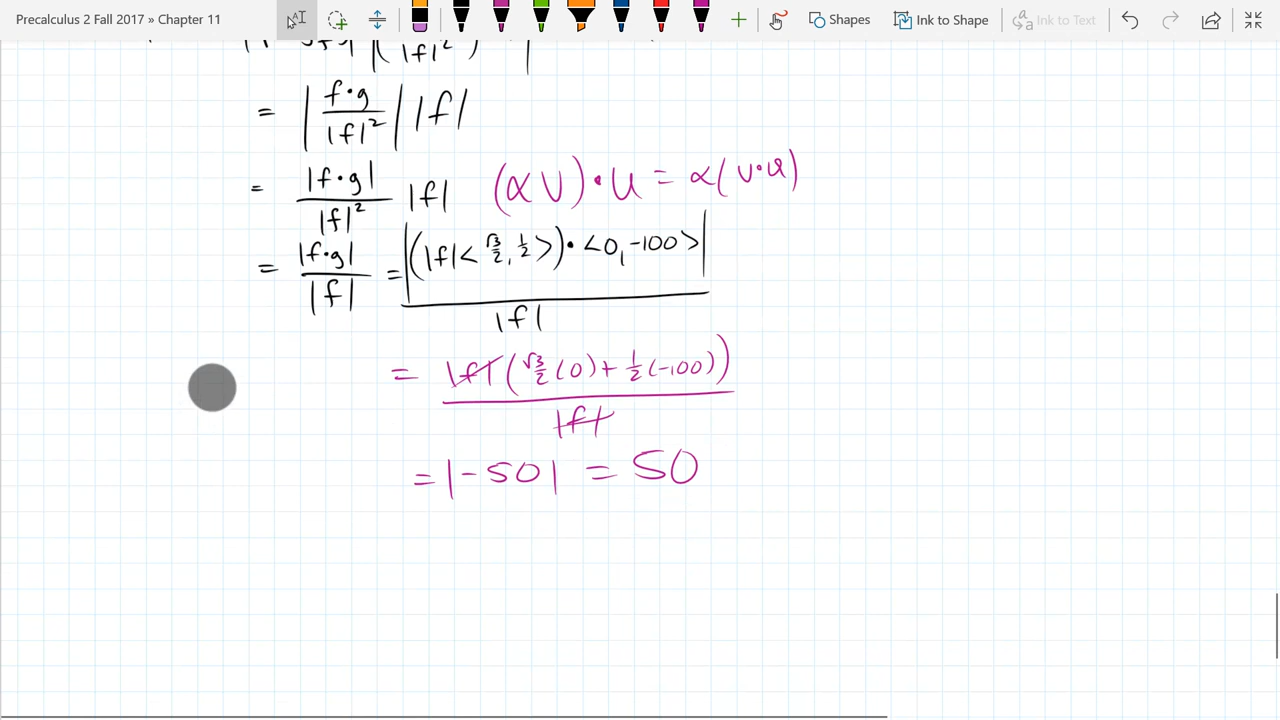 Precalculus 2 Fall 2017 » Chapter 11
Shapes
Ink to Shape
Ink to Text
|f|²
= | f·g / |f|² | |f|
= |f·g| / |f|² |f| (αV)·u = α(V·u)
= |f·g| / |f| = |(|f|<√3/2, 1/2>)·<0,-100>| / |f|
= |f|(√3/2 (0) + 1/2 (-100)) / |f|
= |-50| = 50